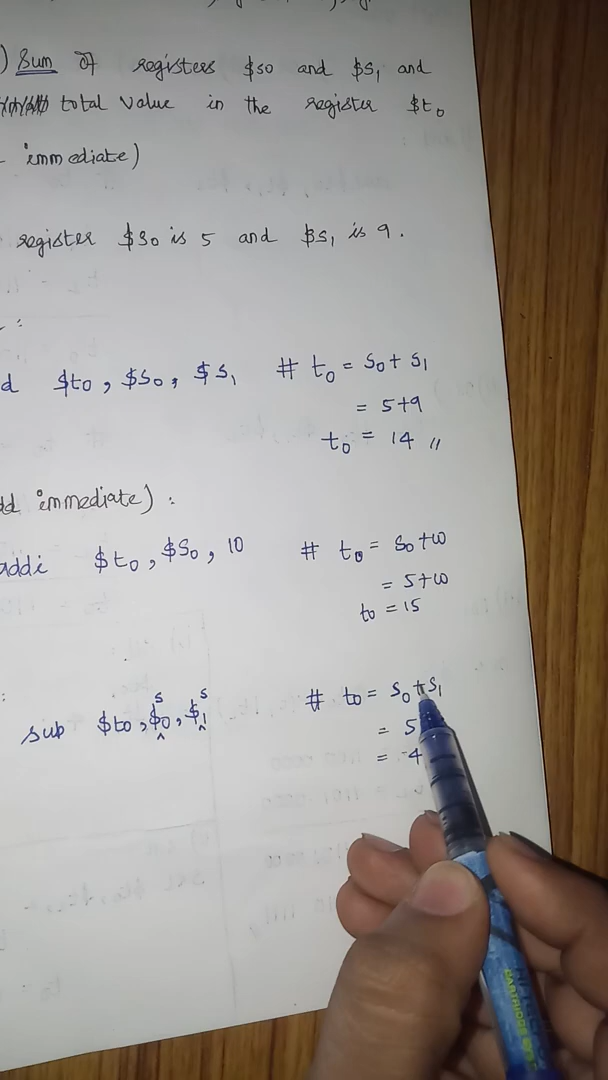 ) Sum of registers $s0 and $s1 and
total value in the register $t0
immediate)
register $s0 is 5 and $s1 is 9.
:
d $t0, $s0, $s1 # t0 = s0 + s1
= 5+9
t0 = 14 //
dd immediate) :
addi $t0, $s0, 10 # t0 = s0+10
= 5+10
t0 = 15
:
sub $t0, $s0, $s1 # t0 = s0 + s1
= 5
= -4